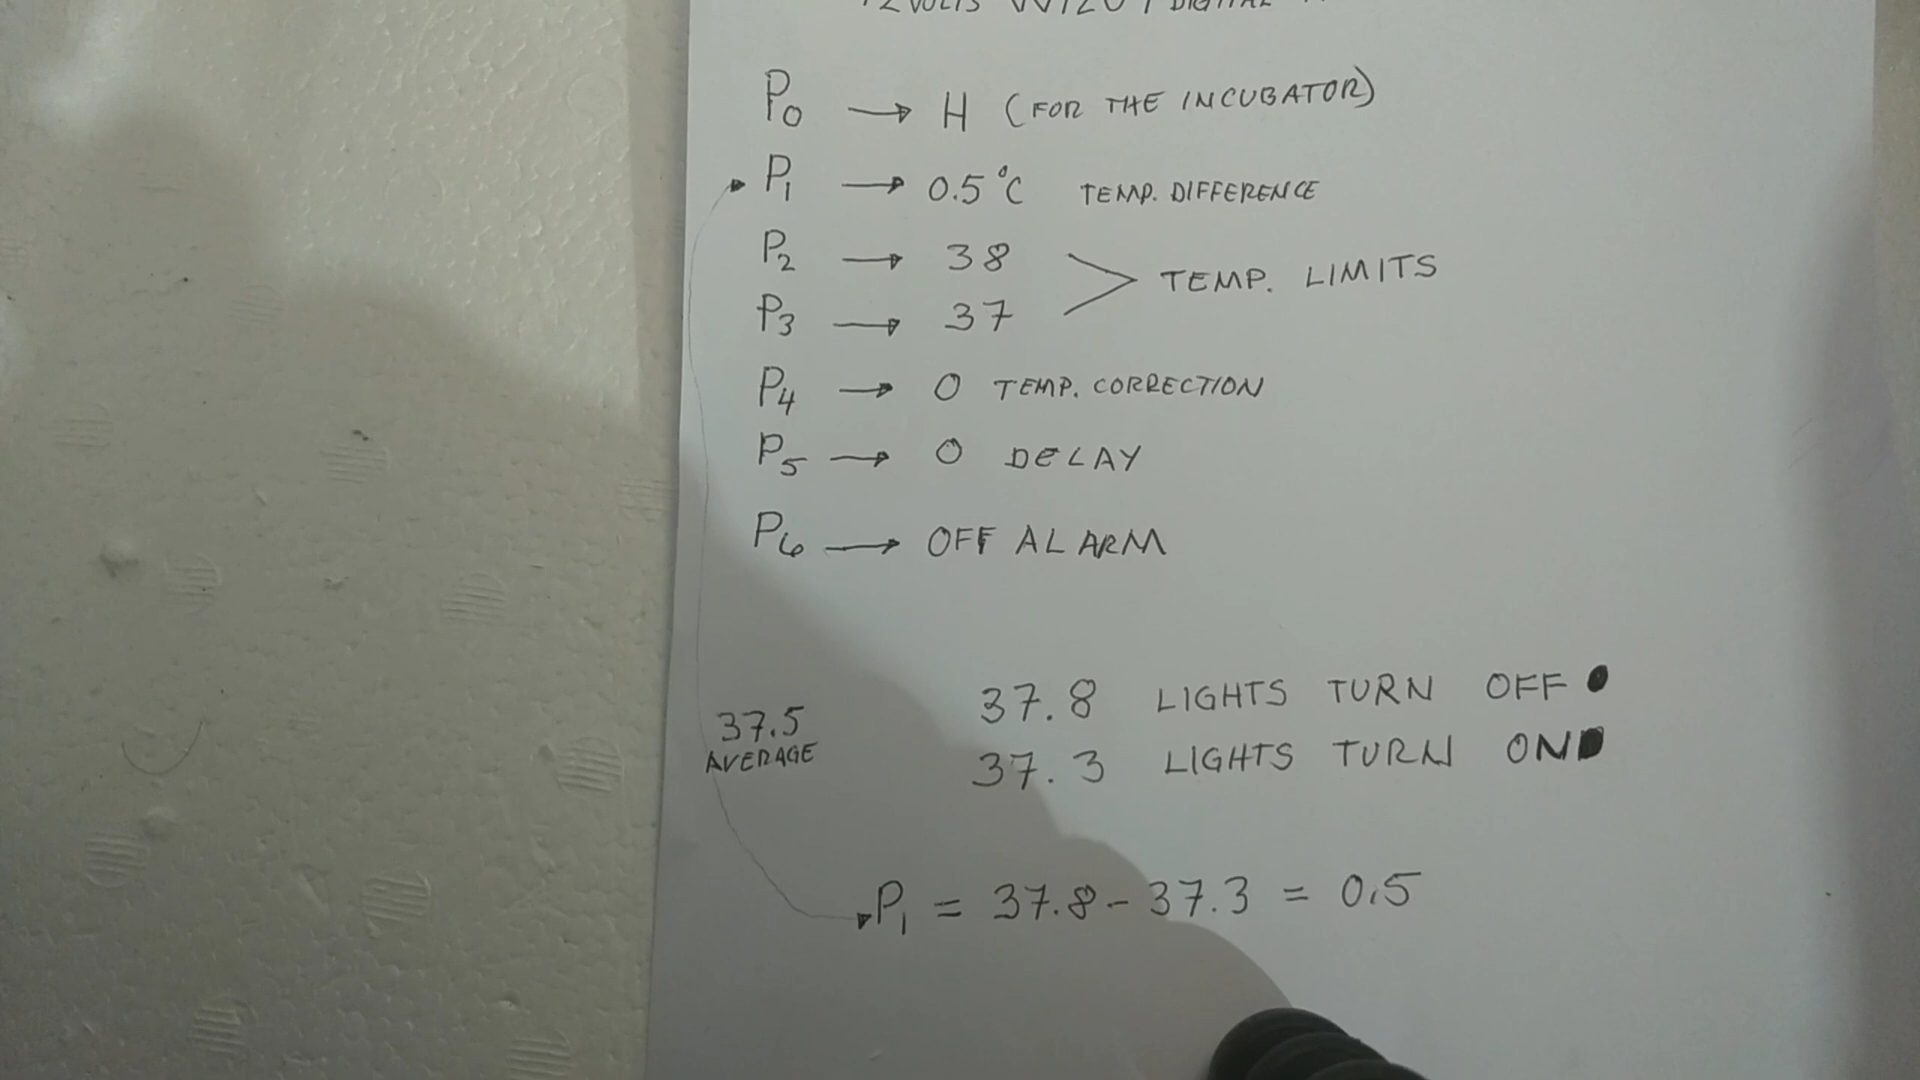 P0 → H (FOR THE INCUBATOR)
P1 → 0.5°C TEMP. DIFFERENCE
P2 → 38
P3 → 37
TEMP. LIMITS
P4 → 0 TEMP. CORRECTION
P5 → 0 DELAY
P6 → OFF ALARM
37.8 LIGHTS TURN OFF
37.3 LIGHTS TURN ON
37.5
AVERAGE
P1 = 37.8 - 37.3 = 0.5